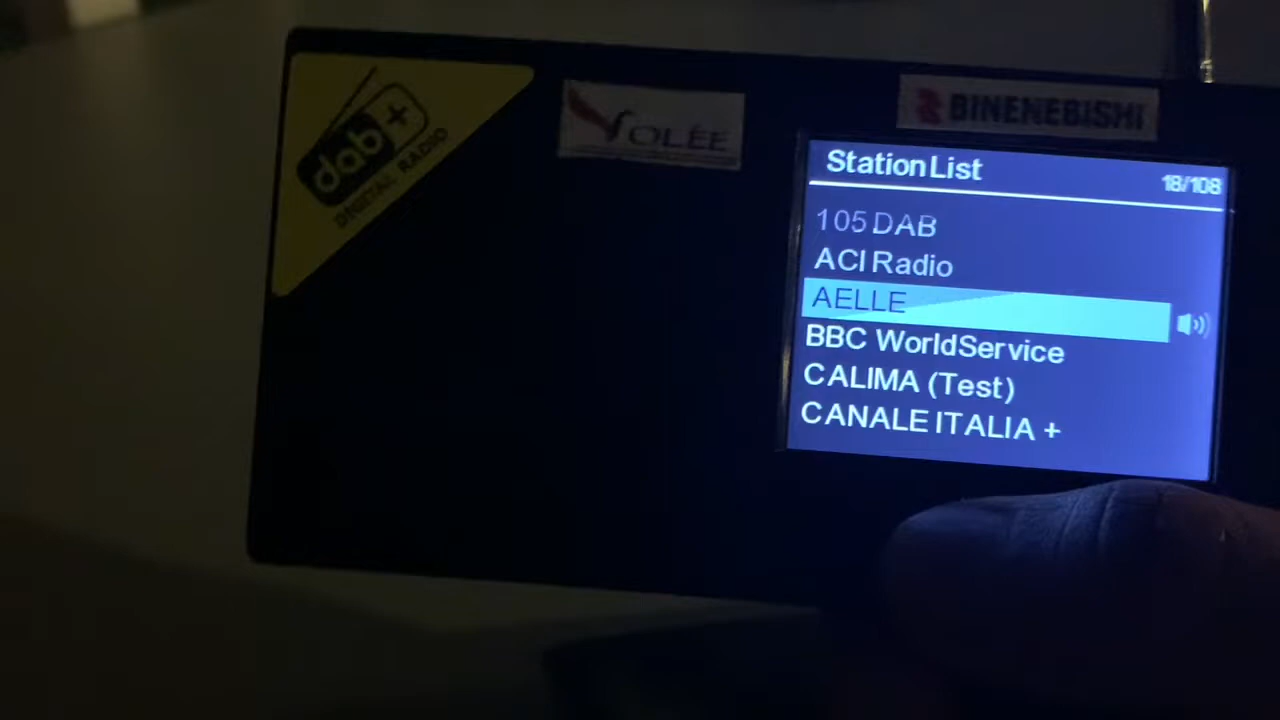 dab+
DIGITAL RADIO
VOLÉE
BINENEBISHI
Station List
18/108
105 DAB
ACI Radio
AELLE
BBC WorldService
CALIMA (Test)
CANALE ITALIA +